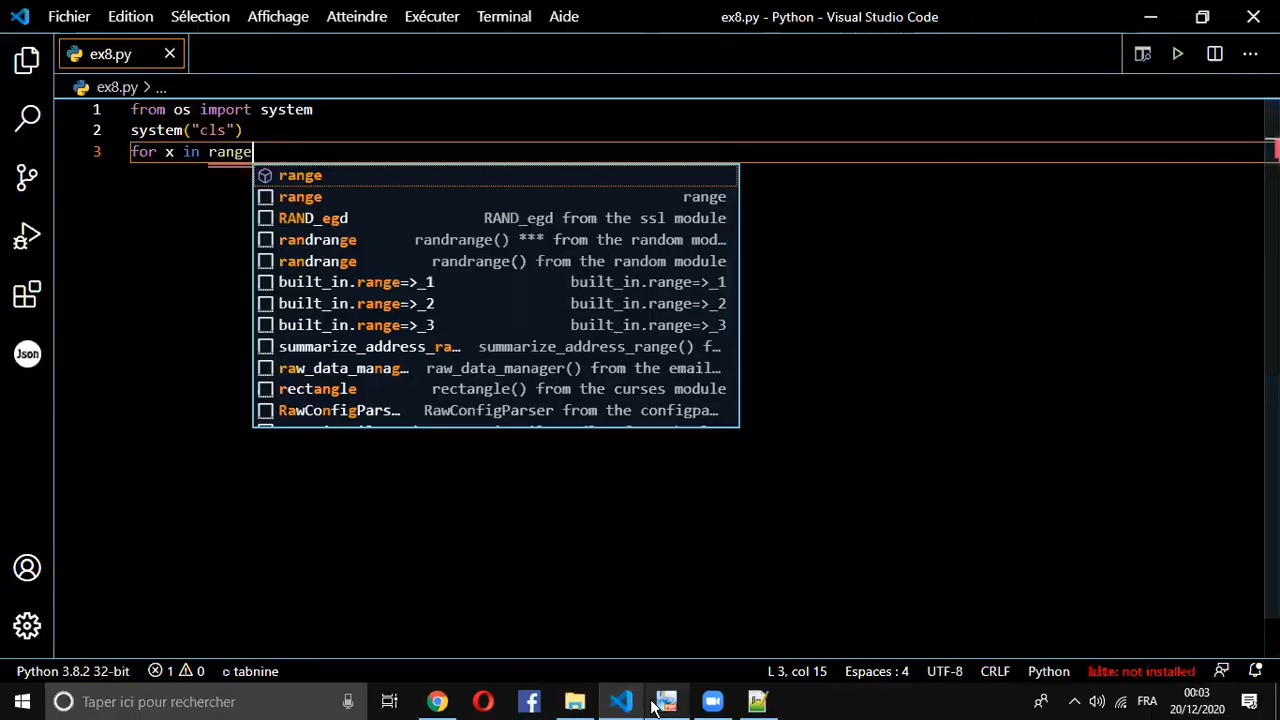 Fichier Edition Sélection Affichage Atteindre Exécuter Terminal Aide ex8.py - Python - Visual Studio Code
ex8.py
ex8.py > ...
1 from os import system
2 system("cls")
3 for x in range
range
range range
RAND_egd RAND_egd from the ssl module
randrange randrange() *** from the random mod…
randrange randrange() from the random module
built_in.range=>_1 built_in.range=>_1
built_in.range=>_2 built_in.range=>_2
built_in.range=>_3 built_in.range=>_3
summarize_address_ra… summarize_address_range() f…
raw_data_manag… raw_data_manager() from the email…
rectangle rectangle() from the curses module
RawConfigPars… RawConfigParser from the configpa…
Json
Python 3.8.2 32-bit 1 0 tabnine L 3, col 15 Espaces : 4 UTF-8 CRLF Python kite: not installed
Taper ici pour rechercher FRA 00:03
20/12/2020